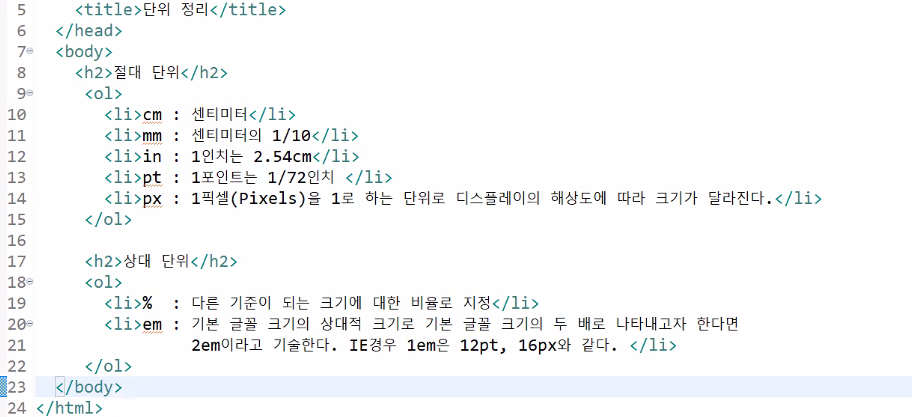 5 <title>단위 정리</title>
6 </head>
7 <body>
8 <h2>절대 단위</h2>
9 <ol>
10 <li>cm : 센티미터</li>
11 <li>mm : 센티미터의 1/10</li>
12 <li>in : 1인치는 2.54cm</li>
13 <li>pt : 1포인트는 1/72인치 </li>
14 <li>px : 1픽셀(Pixels)을 1로 하는 단위로 디스플레이의 해상도에 따라 크기가 달라진다.</li>
15 </ol>
16
17 <h2>상대 단위</h2>
18 <ol>
19 <li>% : 다른 기준이 되는 크기에 대한 비율로 지정</li>
20 <li>em : 기본 글꼴 크기의 상대적 크기로 기본 글꼴 크기의 두 배로 나타내고자 한다면
21 2em이라고 기술한다. IE경우 1em은 12pt, 16px와 같다. </li>
22 </ol>
23 </body>
24 </html>